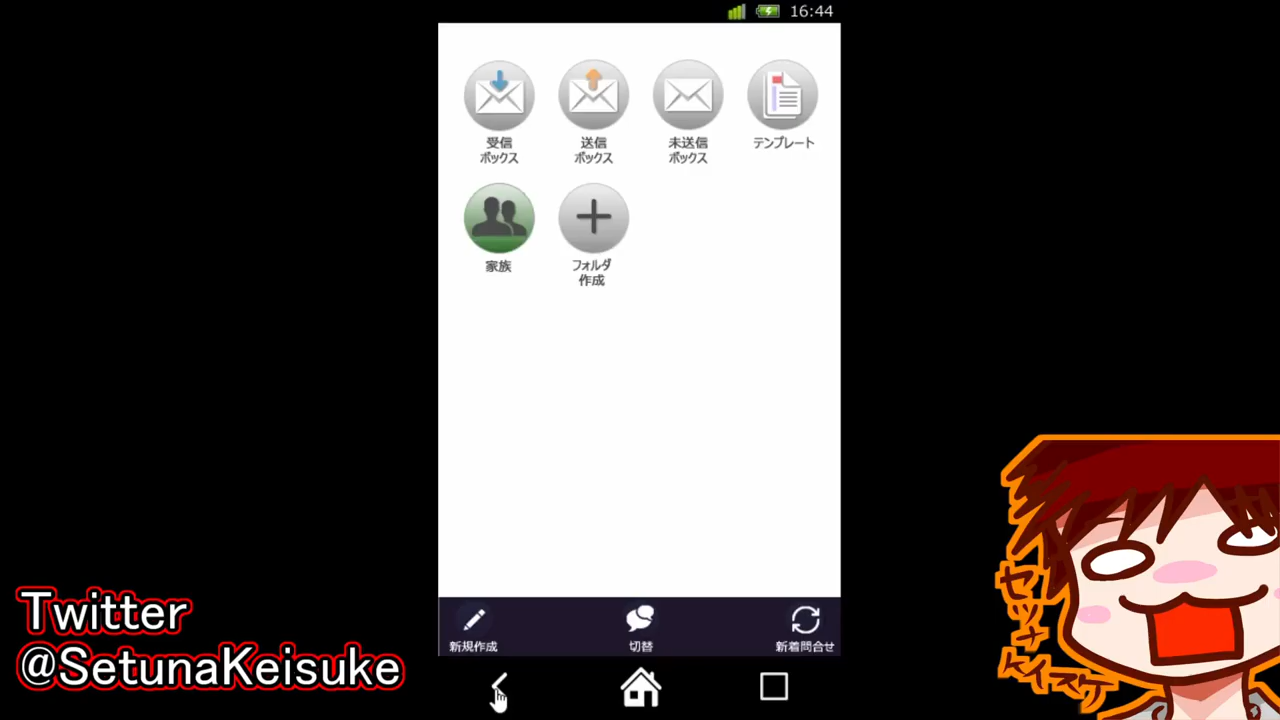 16:44
受信
ボックス
送信
ボックス
未送信
ボックス
テンプレート
家族
フォルダ
作成
新規作成
切替
新着問合せ
Twitter
@SetunaKeisuke
セツナ
ケイスケ